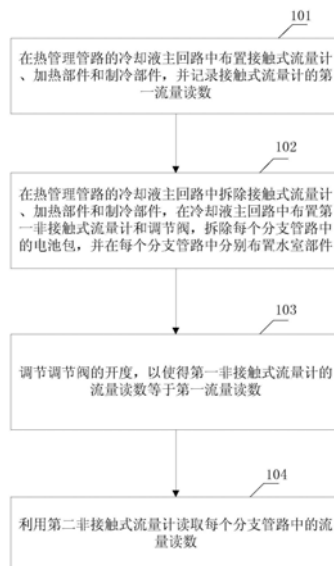 101
在热管理管路的冷却液主回路中布置接触式流量计
、加热部件和制冷部件，并记录接触式流量计的第
一流量读数
102
在热管理管路的冷却液主回路中拆除接触式流量计
、加热部件和制冷部件，在冷却液主回路中布置第
一非接触式流量计和调节阀，拆除每个分支管路中
的电池包，并在每个分支管路中分别布置水室部件
103
调节调节阀的开度，以使得第一非接触式流量计的
流量读数等于第一流量读数
104
利用第二非接触式流量计读取每个分支管路中的流
量读数